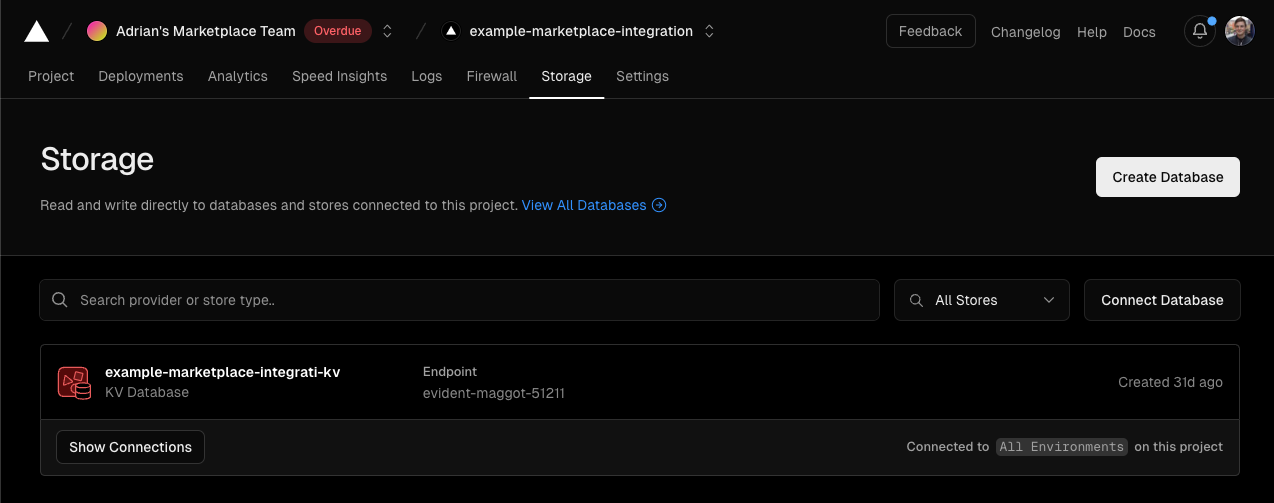 Adrian's Marketplace Team Overdue example-marketplace-integration Feedback Changelog Help Docs
Project Deployments Analytics Speed Insights Logs Firewall Storage Settings
Storage
Create Database
Read and write directly to databases and stores connected to this project. View All Databases
Search provider or store type.. All Stores Connect Database
example-marketplace-integrati-kv Endpoint
KV Database evident-maggot-51211 Created 31d ago
Show Connections Connected to All Environments on this project